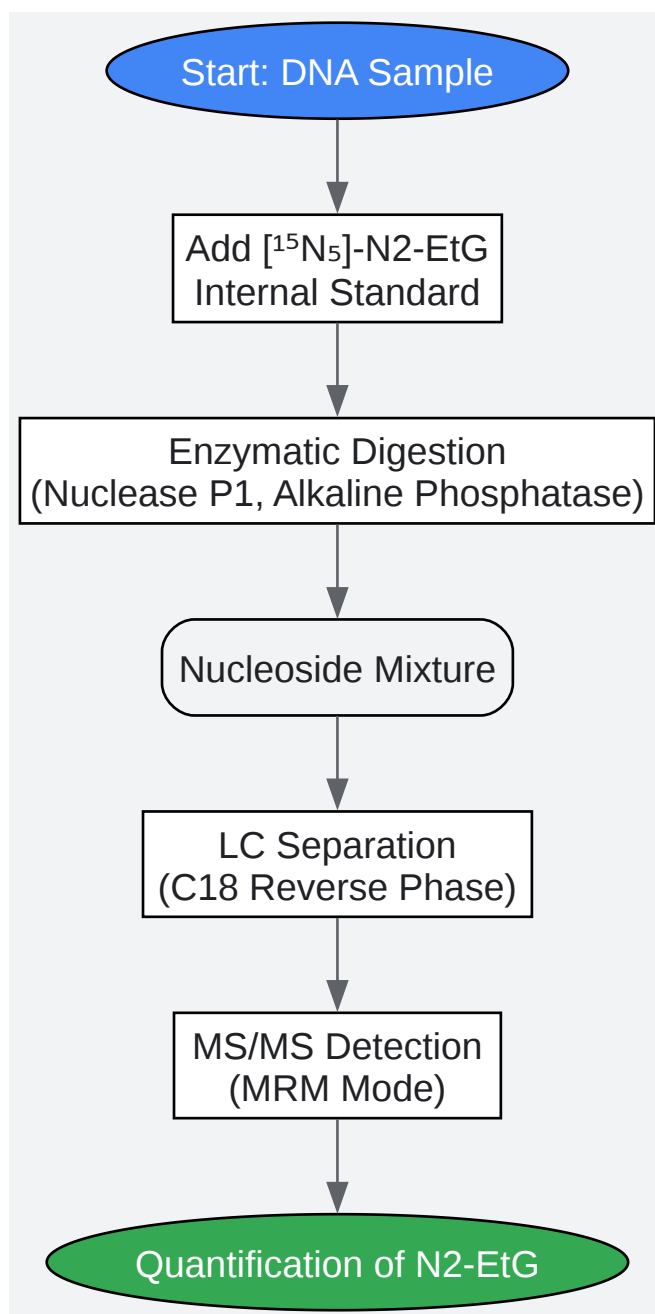 Start: DNA Sample
Add [¹⁵N₅]-N2-EtG
Internal Standard
Enzymatic Digestion
(Nuclease P1, Alkaline Phosphatase)
Nucleoside Mixture
LC Separation
(C18 Reverse Phase)
MS/MS Detection
(MRM Mode)
Quantification of N2-EtG